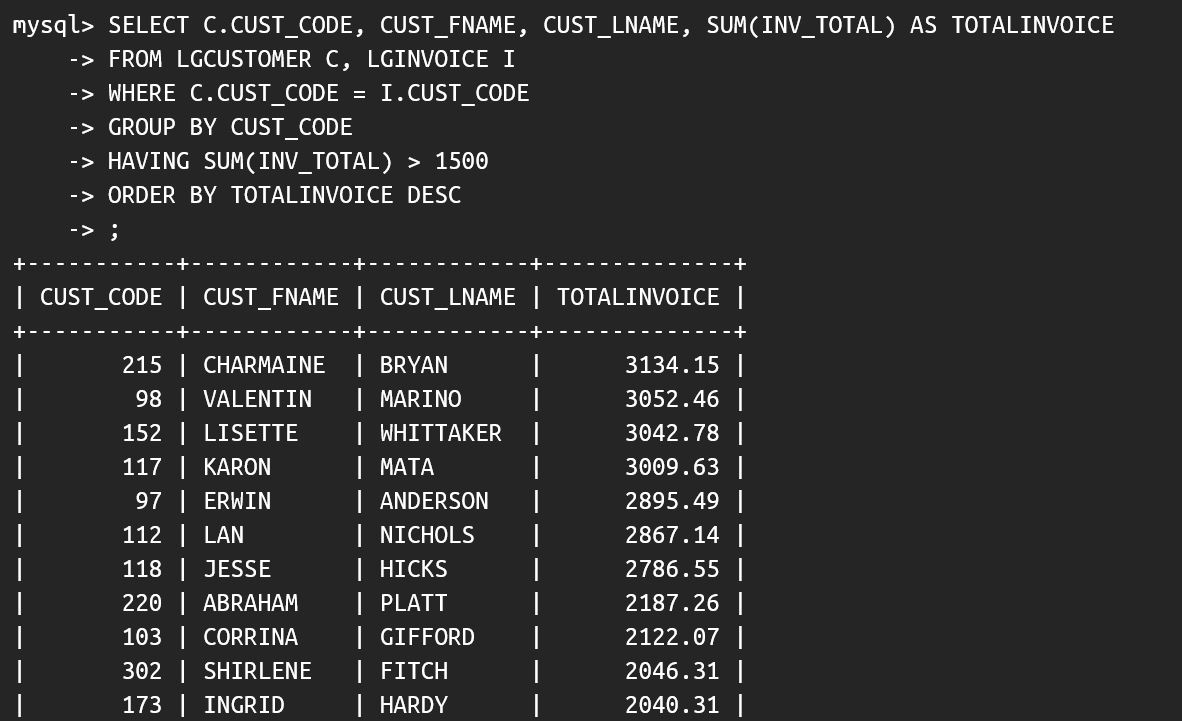 mysql> SELECT C.CUST_CODE, CUST_FNAME, CUST_LNAME, SUM(INV_TOTAL) AS TOTALINVOICE
    -> FROM LGCUSTOMER C, LGINVOICE I
    -> WHERE C.CUST_CODE = I.CUST_CODE
    -> GROUP BY CUST_CODE
    -> HAVING SUM(INV_TOTAL) > 1500
    -> ORDER BY TOTALINVOICE DESC
    -> ;
+-----------+------------+------------+--------------+
| CUST_CODE | CUST_FNAME | CUST_LNAME | TOTALINVOICE |
+-----------+------------+------------+--------------+
|       215 | CHARMAINE  | BRYAN      |      3134.15 |
|        98 | VALENTIN   | MARINO     |      3052.46 |
|       152 | LISETTE    | WHITTAKER  |      3042.78 |
|       117 | KARON      | MATA       |      3009.63 |
|        97 | ERWIN      | ANDERSON   |      2895.49 |
|       112 | LAN        | NICHOLS    |      2867.14 |
|       118 | JESSE      | HICKS      |      2786.55 |
|       220 | ABRAHAM    | PLATT      |      2187.26 |
|       103 | CORRINA    | GIFFORD    |      2122.07 |
|       302 | SHIRLENE   | FITCH      |      2046.31 |
|       173 | INGRID     | HARDY      |      2040.31 |